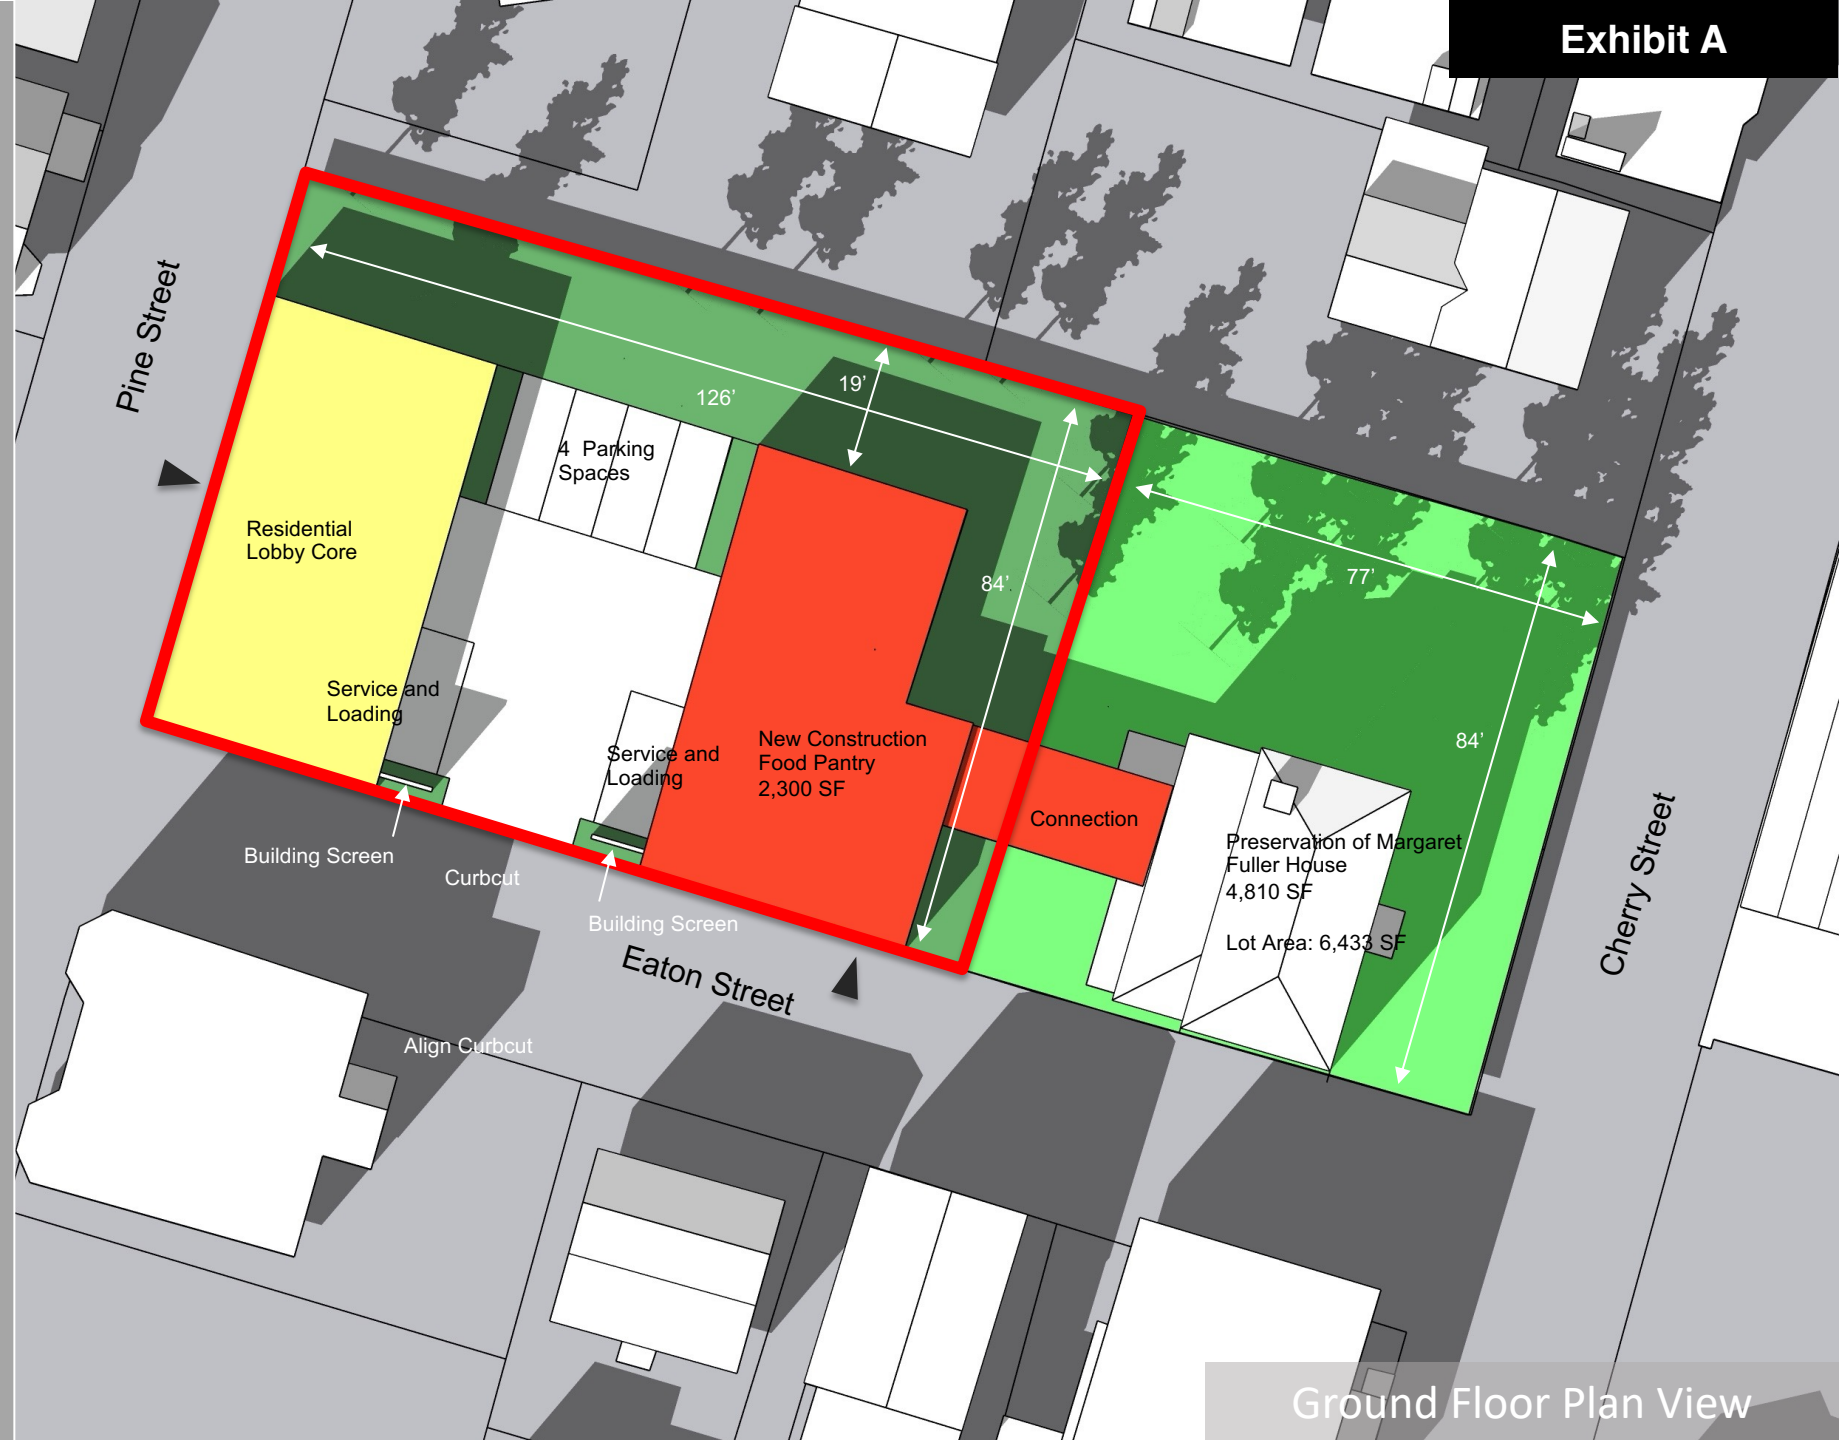 Exhibit A
Pine Street
19’
126’
4 Parking
Spaces
Residential
Lobby Core
84’
77’
Service and
Loading
Service and
Loading
New Construction
Food Pantry
2,300 SF
84’
Connection
Preservation of Margaret
Fuller House
4,810 SF
Lot Area: 6,433 SF
Cherry Street
Building Screen
Curbcut
Building Screen
Eaton Street
Align Curbcut
Ground Floor Plan View